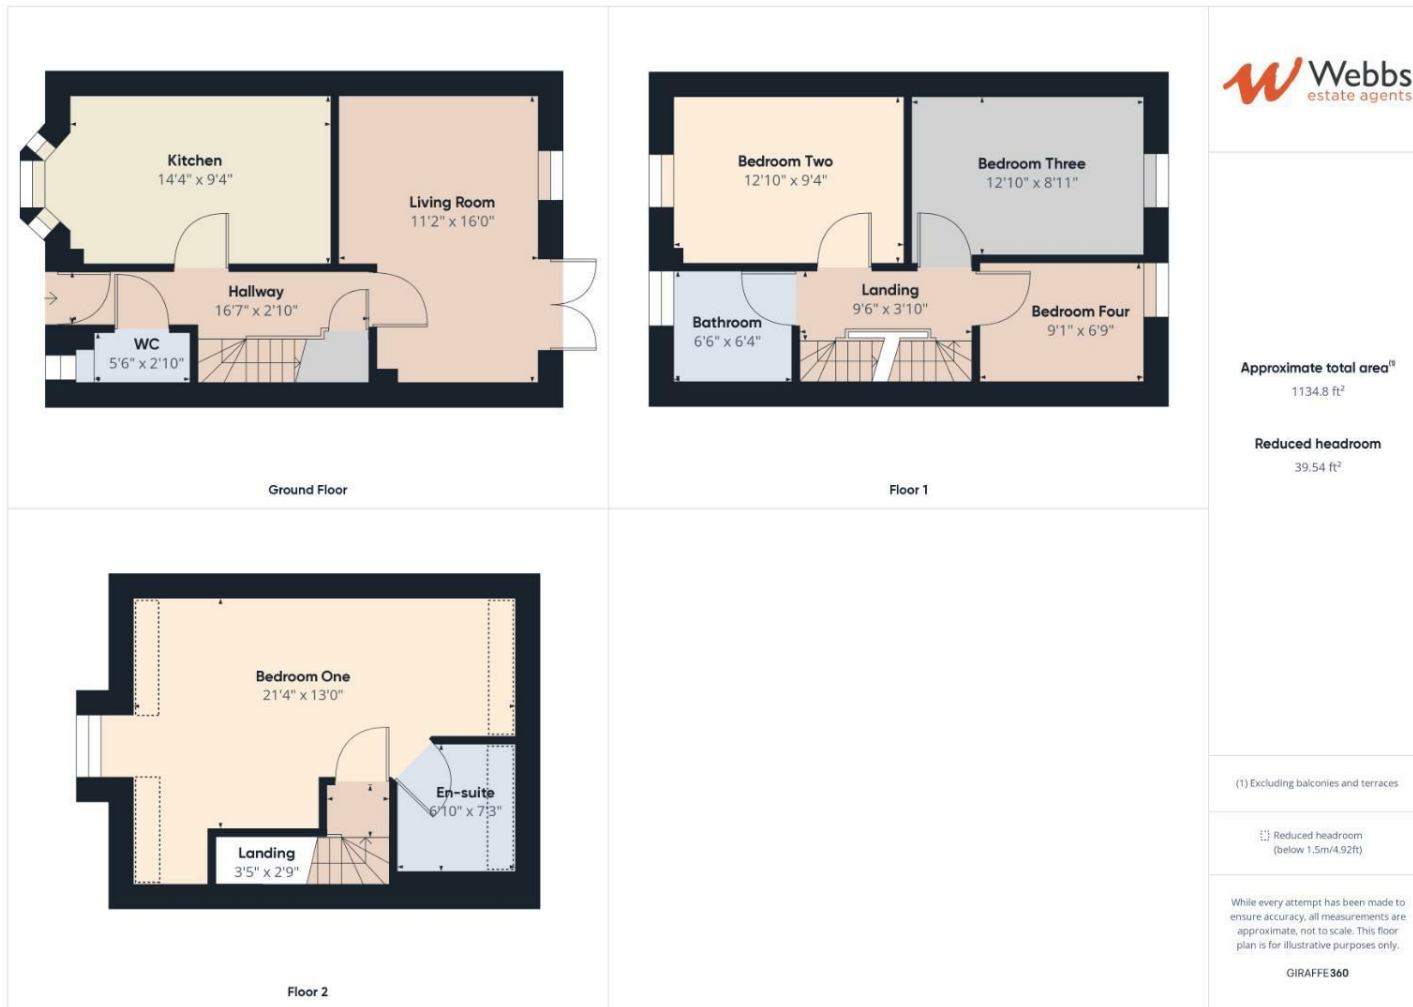 Kitchen
14'4" x 9'4"
Living Room
11'2" x 16'0"
Hallway
16'7" x 2'10"
WC
5'6" x 2'10"
Ground Floor
Bedroom Two
12'10" x 9'4"
Bedroom Three
12'10" x 8'11"
Landing
9'6" x 3'10"
Bathroom
6'6" x 6'4"
Bedroom Four
9'1" x 6'9"
Floor 1
Bedroom One
21'4" x 13'0"
En-suite
6'10" x 7'3"
Landing
3'5" x 2'9"
Floor 2
Webbs
estate agents
Approximate total area(1)
1134.8 ft²
Reduced headroom
39.54 ft²
(1) Excluding balconies and terraces
Reduced headroom
(below 1.5m/4.92ft)
While every attempt has been made to
ensure accuracy, all measurements are
approximate, not to scale. This floor
plan is for illustrative purposes only.
GIRAFFE360